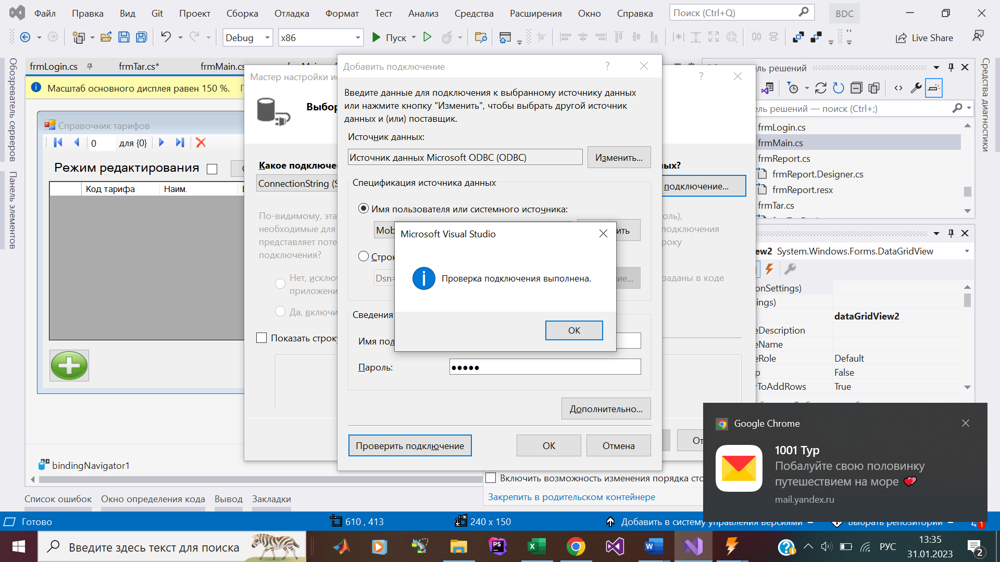 Файл Правка Вид Git Проект Сборка Отладка Формат Тест Анализ Средства Расширения Окно Справка Поиск (Ctrl+Q) BDC
Debug x86 Пуск Live Share
Обозреватель серверов
Панель элементов
frmLogin.cs frmTar.cs* frmMain.cs
Масштаб основного дисплея равен 150 %.
Справочник тарифов
0 для {0}
Режим редактирования
Код тарифа Наим.
bindingNavigator1
Мастер настройки
Выбор
Какое подключе
ConnectionString (S
подключение...
По-видимому, эта
необходимые для
представляет поте
подключения?
подключения
Нет, исключ
приложени
заданы в коде
Да, включи
Показать строку
Добавить подключение
Введите данные для подключения к выбранному источнику данных
или нажмите кнопку "Изменить", чтобы выбрать другой источник
данных и (или) поставщик.
Источник данных:
Источник данных Microsoft ODBC (ODBC) Изменить...
Спецификация источника данных
Имя пользователя или системного источника:
Mob
Строк
Dsn=
Сведения
Имя пол
Пароль: ●●●●●
Дополнительно...
Проверить подключение ОК Отмена
Microsoft Visual Studio
Проверка подключения выполнена.
ОК
Включить возможность изменения порядка сто
Закрепить в родительском контейнере
ль решений
ль решений — поиск (Ctrl+;)
frmLogin.cs
frmMain.cs
frmReport.cs
frmReport.Designer.cs
frmReport.resx
frmTar.cs
Средства диагностики
ew2 System.Windows.Forms.DataGridView
onSettings)
ings)
dataGridView2
eDescription
eName
eRole Default
p False
rToAddRows True
Google Chrome
1001 Тур
Побалуйте свою половинку
путешествием на море
mail.yandex.ru
Список ошибок Окно определения кода Вывод Закладки
Готово 610 , 413 240 x 150 Добавить в систему управления версиями Выбрать репозиторий 1
Введите здесь текст для поиска РУС 13:35
31.01.2023 2